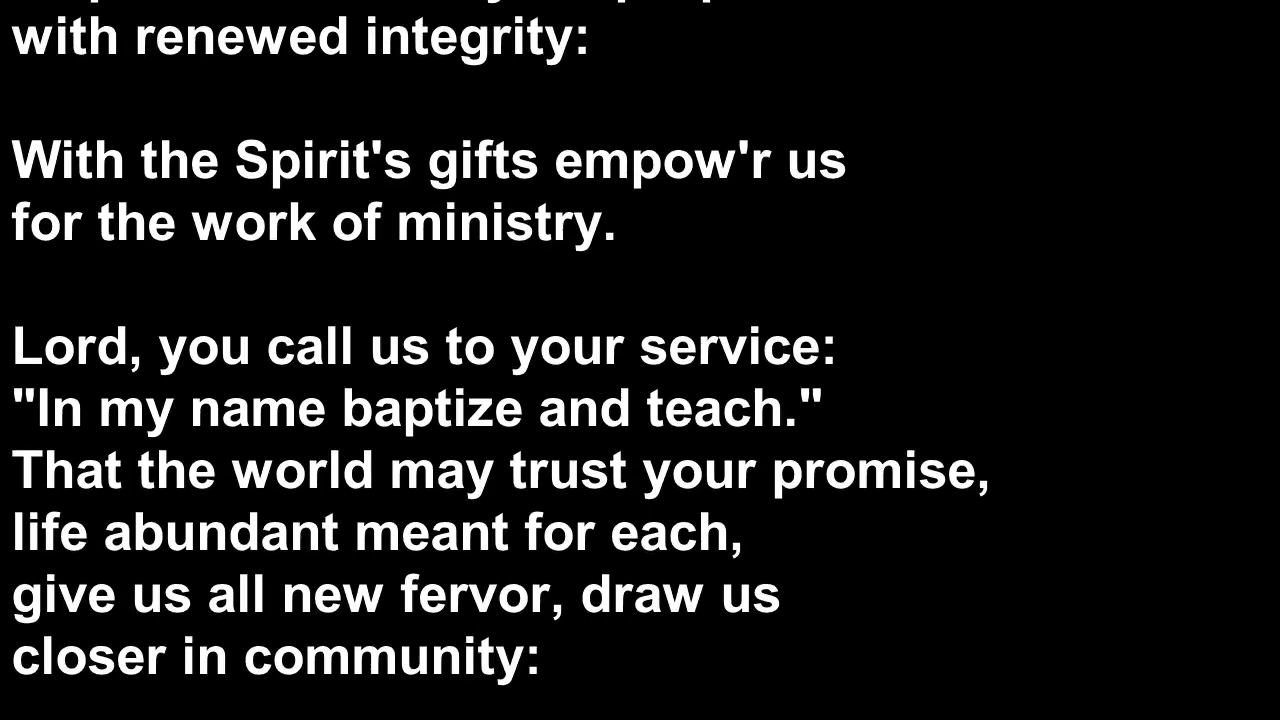 with renewed integrity:
With the Spirit's gifts empow'r us
for the work of ministry.
Lord, you call us to your service:
"In my name baptize and teach."
That the world may trust your promise,
life abundant meant for each,
give us all new fervor, draw us
closer in community: